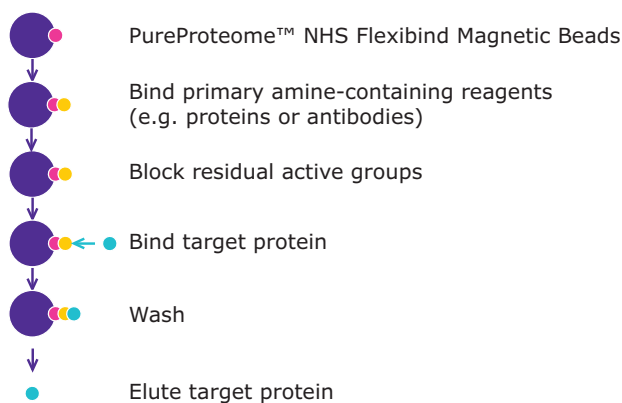 PureProteome™ NHS Flexibind Magnetic Beads
Bind primary amine-containing reagents
(e.g. proteins or antibodies)
Block residual active groups
Bind target protein
Wash
Elute target protein